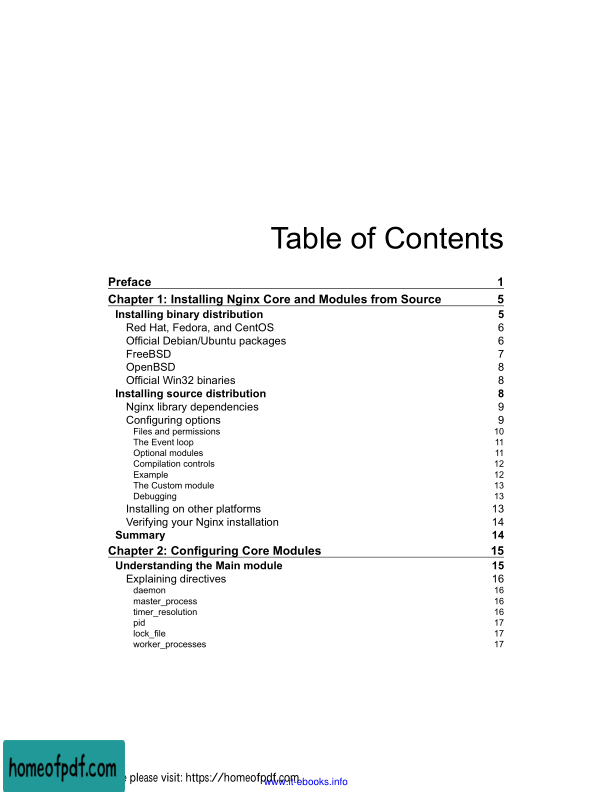 Table of Contents
Preface 1
Chapter 1: Installing Nginx Core and Modules from Source 5
Installing binary distribution 5
Red Hat, Fedora, and CentOS 6
Official Debian/Ubuntu packages 6
FreeBSD 7
OpenBSD 8
Official Win32 binaries 8
Installing source distribution 8
Nginx library dependencies 9
Configuring options 9
Files and permissions 10
The Event loop 11
Optional modules 11
Compilation controls 12
Example 12
The Custom module 13
Debugging 13
Installing on other platforms 13
Verifying your Nginx installation 14
Summary 14
Chapter 2: Configuring Core Modules 15
Understanding the Main module 15
Explaining directives 16
daemon 16
master_process 16
timer_resolution 16
pid 17
lock_file 17
worker_processes 17
homeofpdf.com
please visit: https://homeofpdf.com
www.it-ebooks.info